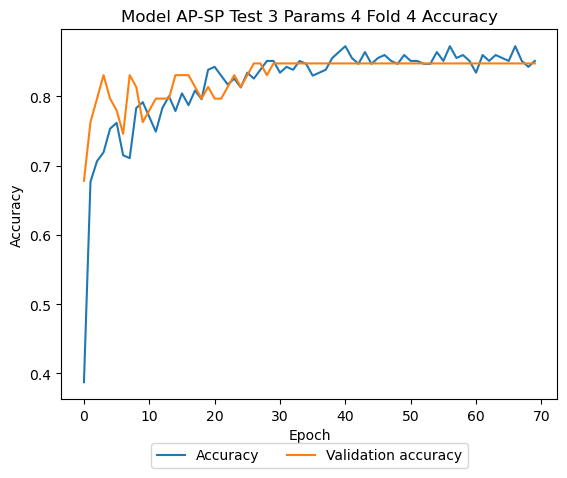 Model AP-SP Test 3 Params 4 Fold 4 Accuracy
0.8
0.7
0.6
0.5
0.4
Accuracy
0 10 20 30 40 50 60 70
Epoch
Accuracy Validation accuracy